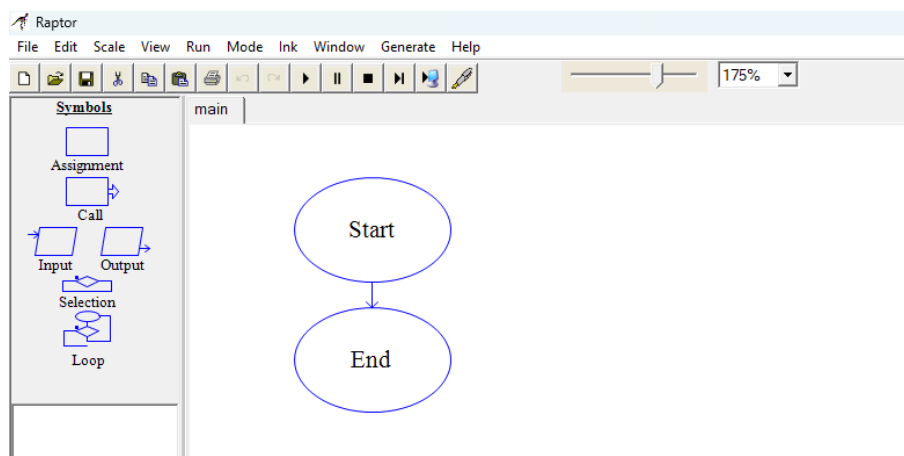 Raptor
File Edit Scale View Run Mode Ink Window Generate Help
175%
Symbols
main
Assignment
Call
Input Output
Selection
Loop
Start
End